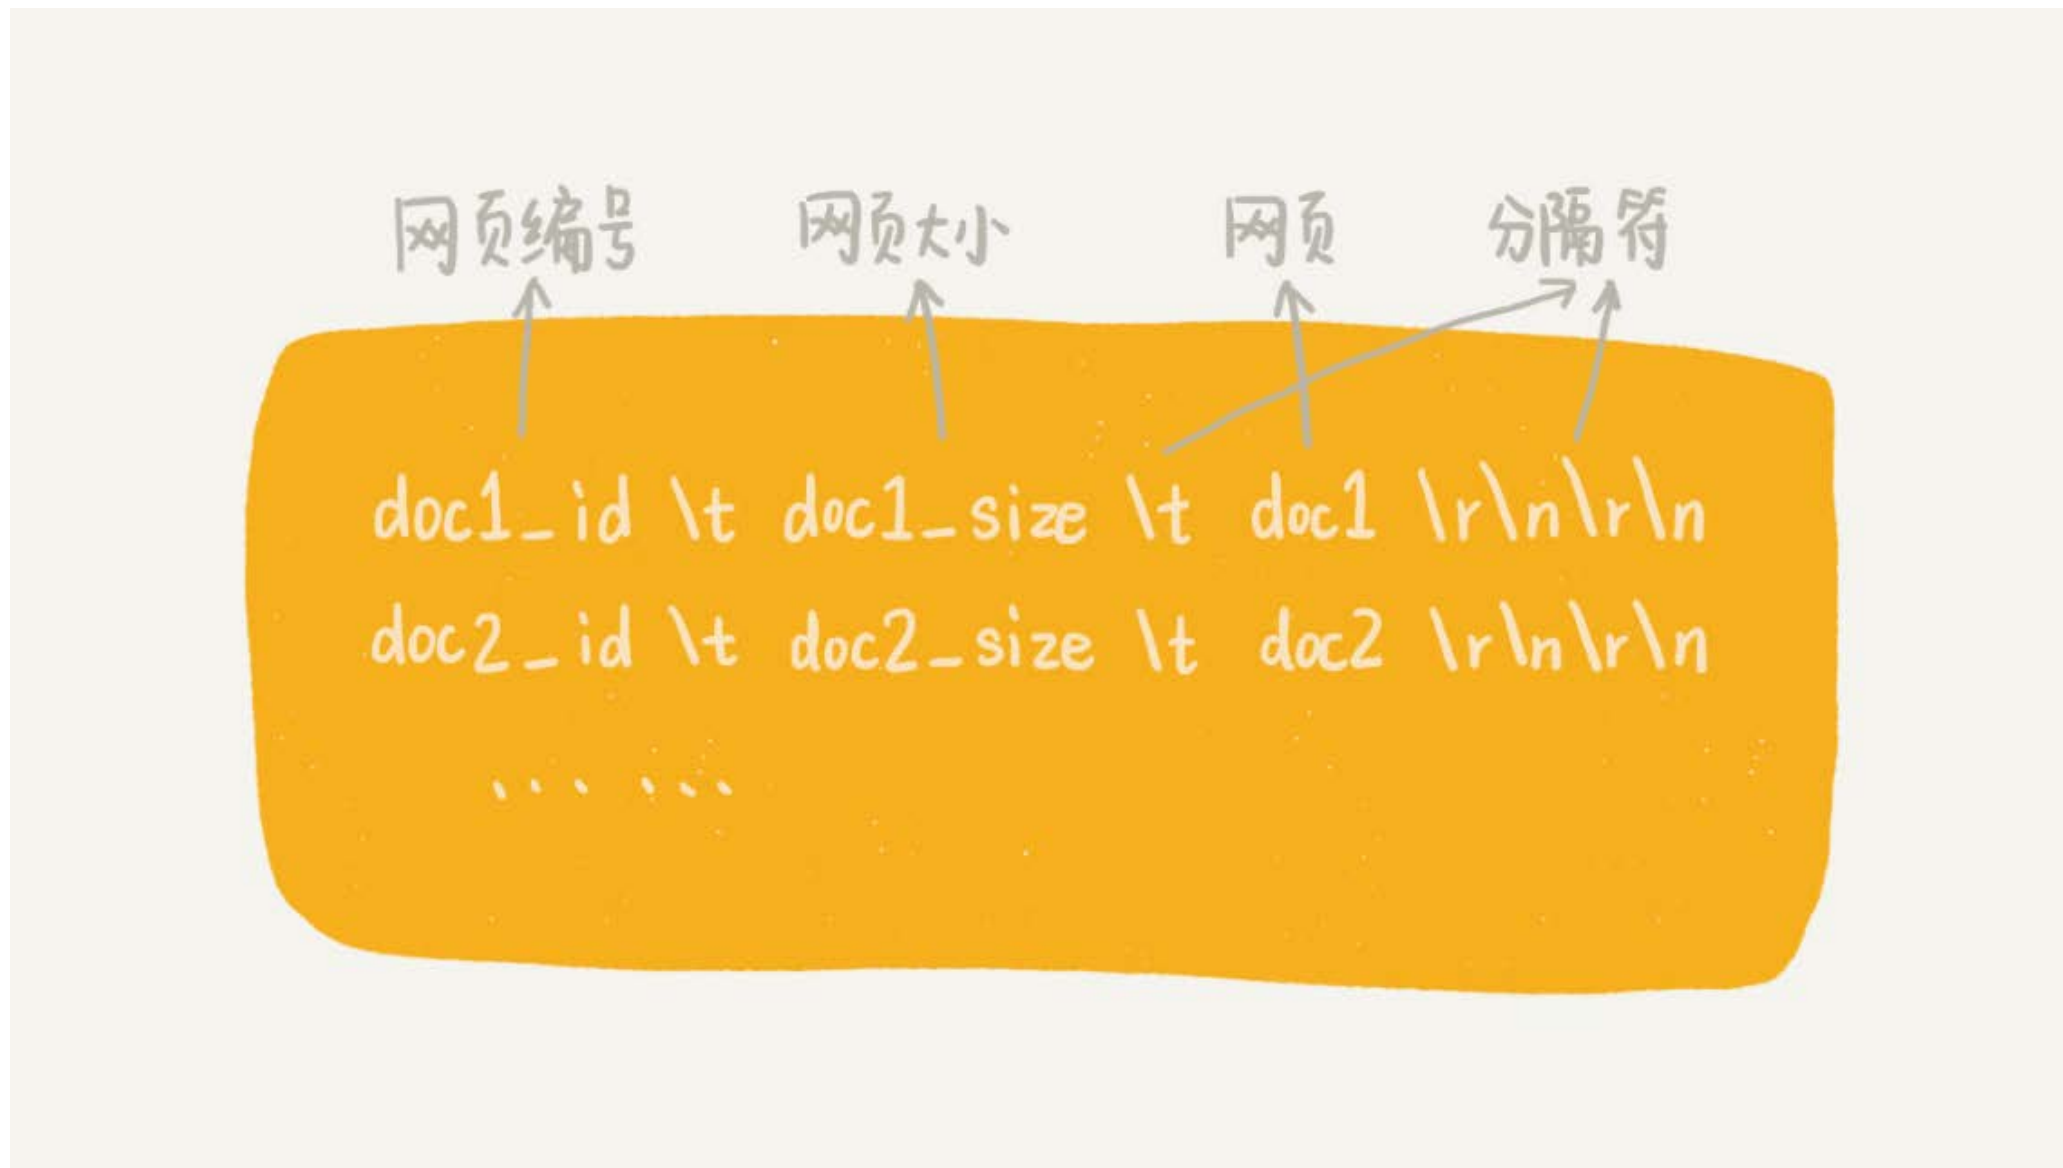 网页编号 网页大小 网页 分隔符
doc1_id \t doc1_size \t doc1 \r\n\r\n
doc2_id \t doc2_size \t doc2 \r\n\r\n
... ...